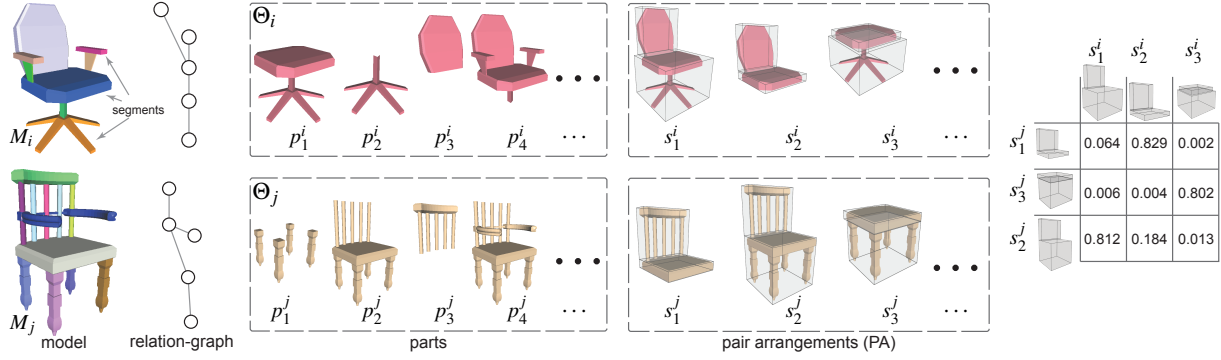 Θ_i
p_1^i p_2^i p_3^i p_4^i ...
s_1^i s_2^i s_3^i ...
segments
M_i
Θ_j
p_1^j p_2^j p_3^j p_4^j ...
s_1^j s_2^j s_3^j ...
M_j
model relation-graph parts pair arrangements (PA)
s_1^i s_2^i s_3^i
s_1^j 0.064 0.829 0.002
s_3^j 0.006 0.004 0.802
s_2^j 0.812 0.184 0.013